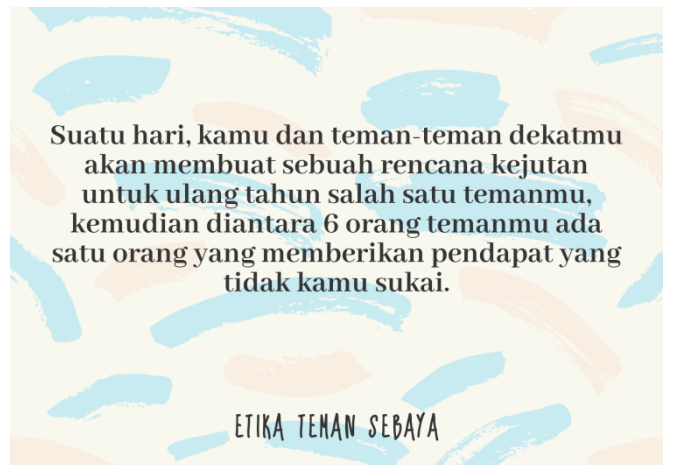 Suatu hari, kamu dan teman-teman dekatmu
akan membuat sebuah rencana kejutan
untuk ulang tahun salah satu temanmu,
kemudian diantara 6 orang temanmu ada
satu orang yang memberikan pendapat yang
tidak kamu sukai.
ETIKA TEMAN SEBAYA